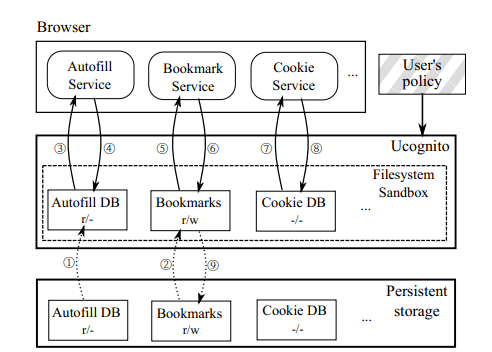 Browser
Autofill
Service
Bookmark
Service
Cookie
Service
...
User's
policy
③
④
⑤
⑥
⑦
⑧
Ucognito
Filesystem
Sandbox
Autofill DB
r/-
Bookmarks
r/w
Cookie DB
-/-
...
①
②
⑨
Persistent
storage
Autofill DB
r/-
Bookmarks
r/w
Cookie DB
-/-
...